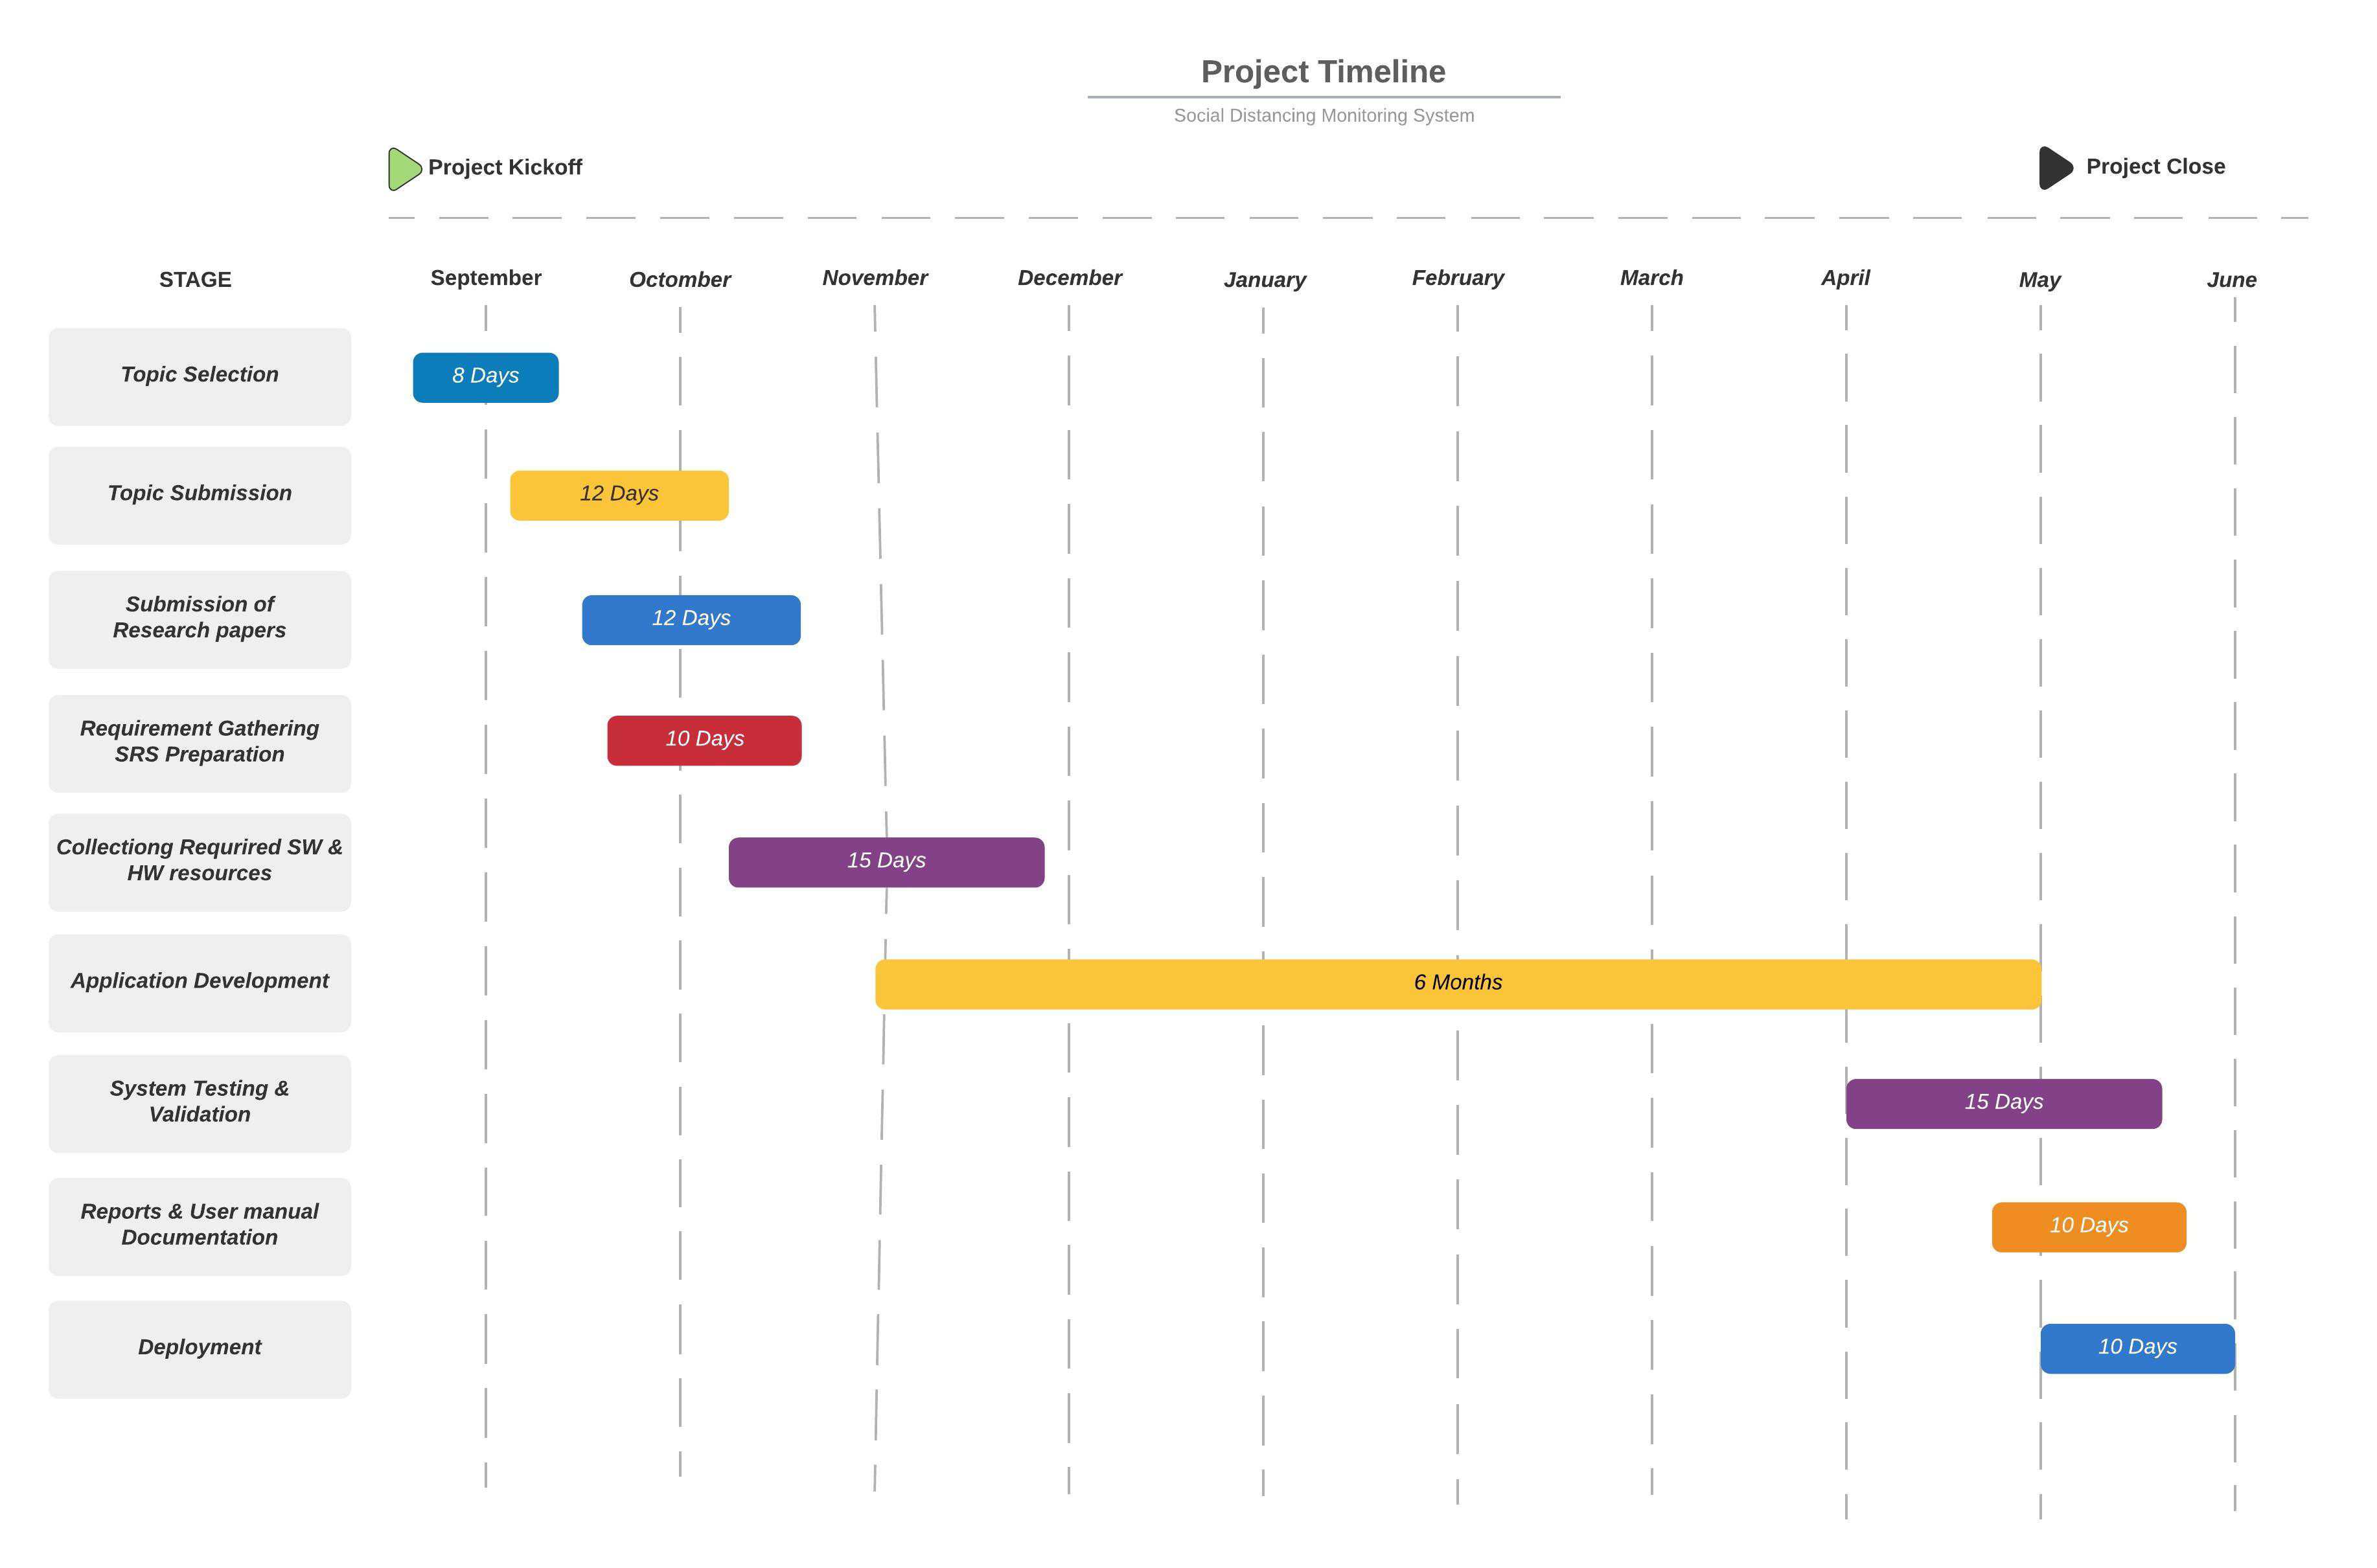 Project Timeline
Social Distancing Monitoring System
Project Kickoff
Project Close
STAGE
September
Octomber
November
December
January
February
March
April
May
June
Topic Selection
8 Days
Topic Submission
12 Days
Submission of
Research papers
12 Days
Requirement Gathering
SRS Preparation
10 Days
Collectiong Requrired SW &
HW resources
15 Days
Application Development
6 Months
System Testing &
Validation
15 Days
Reports & User manual
Documentation
10 Days
Deployment
10 Days